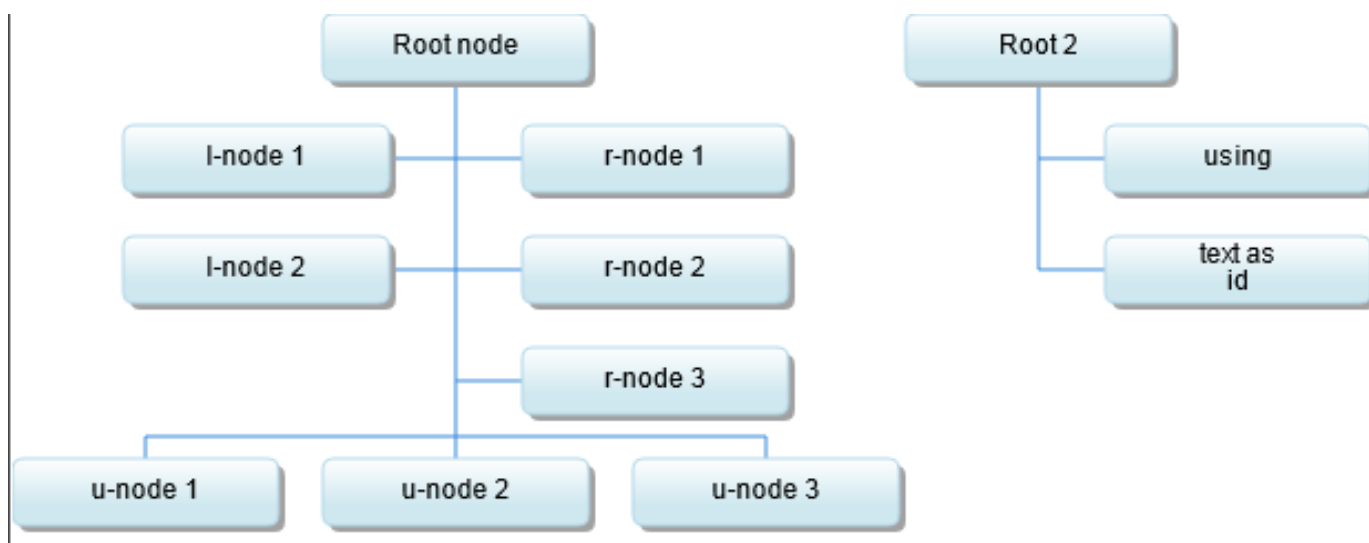 Root node
Root 2
l-node 1
r-node 1
using
l-node 2
r-node 2
text as
id
r-node 3
u-node 1
u-node 2
u-node 3